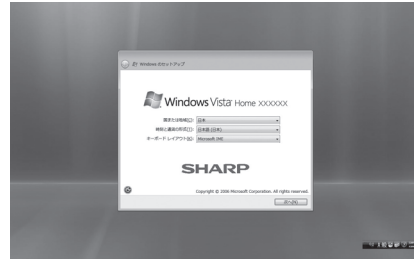 Windows のセットアップ
Windows Vista Home XXXXXX
国または地域(C): 日本
時刻と通貨の形式(T): 日本語 (日本)
キーボード レイアウト(K): Microsoft IME
SHARP
Copyright © 2006 Microsoft Corporation. All rights reserved.
次へ(N)